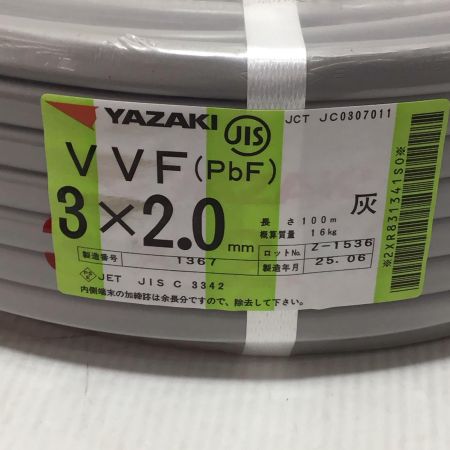 YAZAKI JIS JCT JC0307011
VVF(PbF)
3×2.0mm
灰
長さ 100m
概算質量 16kg
製造番号 1367
ロットNo. Z-1536
製造年月 25.06
JET JIS C 3342
内側端末の加締跡は余長分ですので、除去して下さい。
※2XR831341S0※